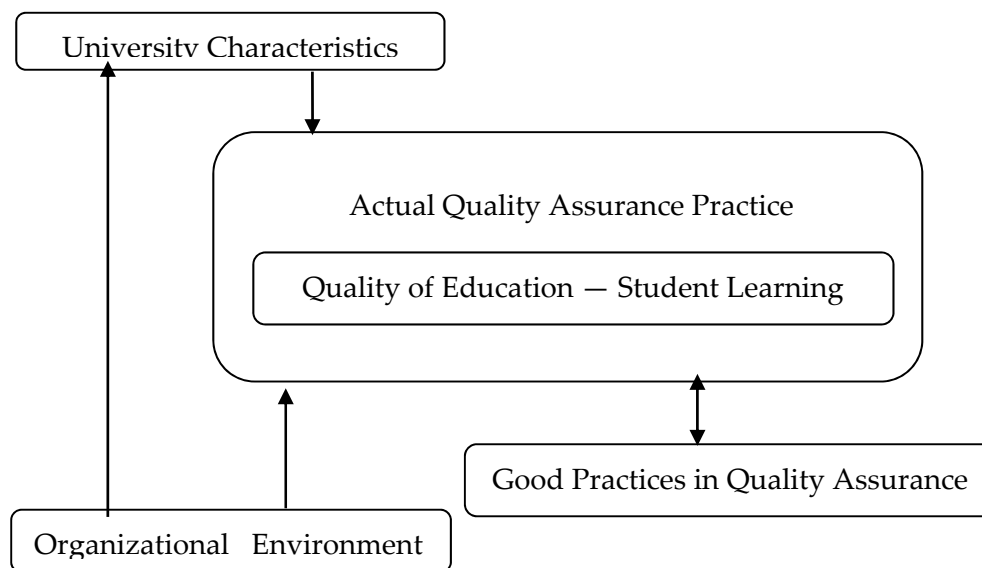 University Characteristics
Actual Quality Assurance Practice
Quality of Education — Student Learning
Good Practices in Quality Assurance
Organizational Environment